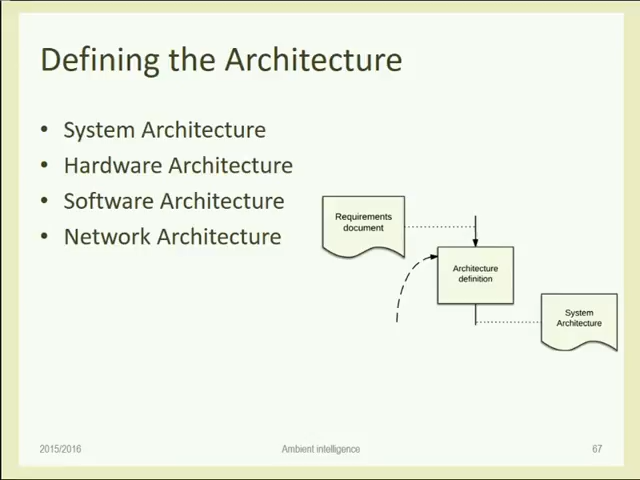 Defining the Architecture
• System Architecture
• Hardware Architecture
• Software Architecture
• Network Architecture
Requirements
document
Architecture
definition
System
Architecture
2015/2016
Ambient intelligence
67